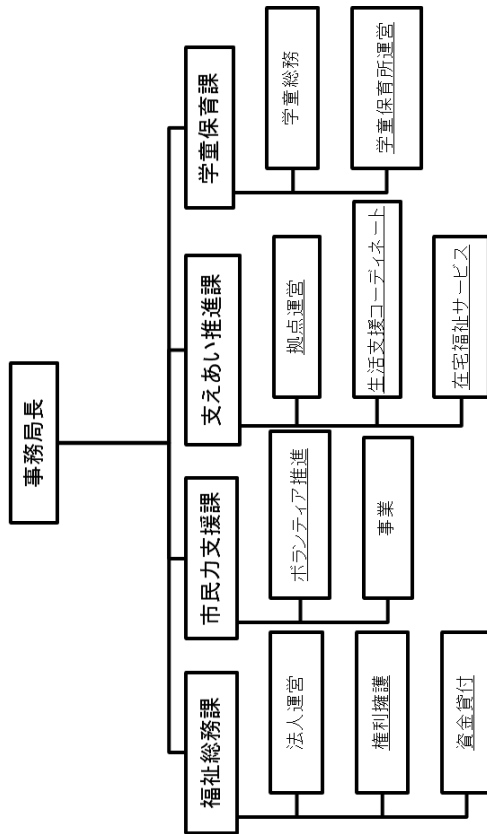 事務局長
福祉総務課
法人運営
権利擁護
資金貸付
市民力支援課
ボランティア推進
事業
支えあい推進課
拠点運営
生活支援コーディネート
在宅福祉サービス
学童保育課
学童総務
学童保育所運営